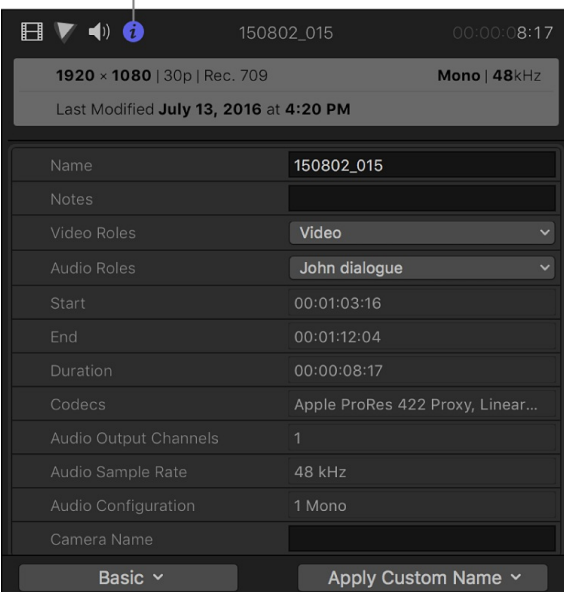 150802_015 00:00:08:17
1920 × 1080 | 30p | Rec. 709 Mono | 48kHz
Last Modified July 13, 2016 at 4:20 PM
Name 150802_015
Notes
Video Roles Video
Audio Roles John dialogue
Start 00:01:03:16
End 00:01:12:04
Duration 00:00:08:17
Codecs Apple ProRes 422 Proxy, Linear...
Audio Output Channels 1
Audio Sample Rate 48 kHz
Audio Configuration 1 Mono
Camera Name
Basic Apply Custom Name